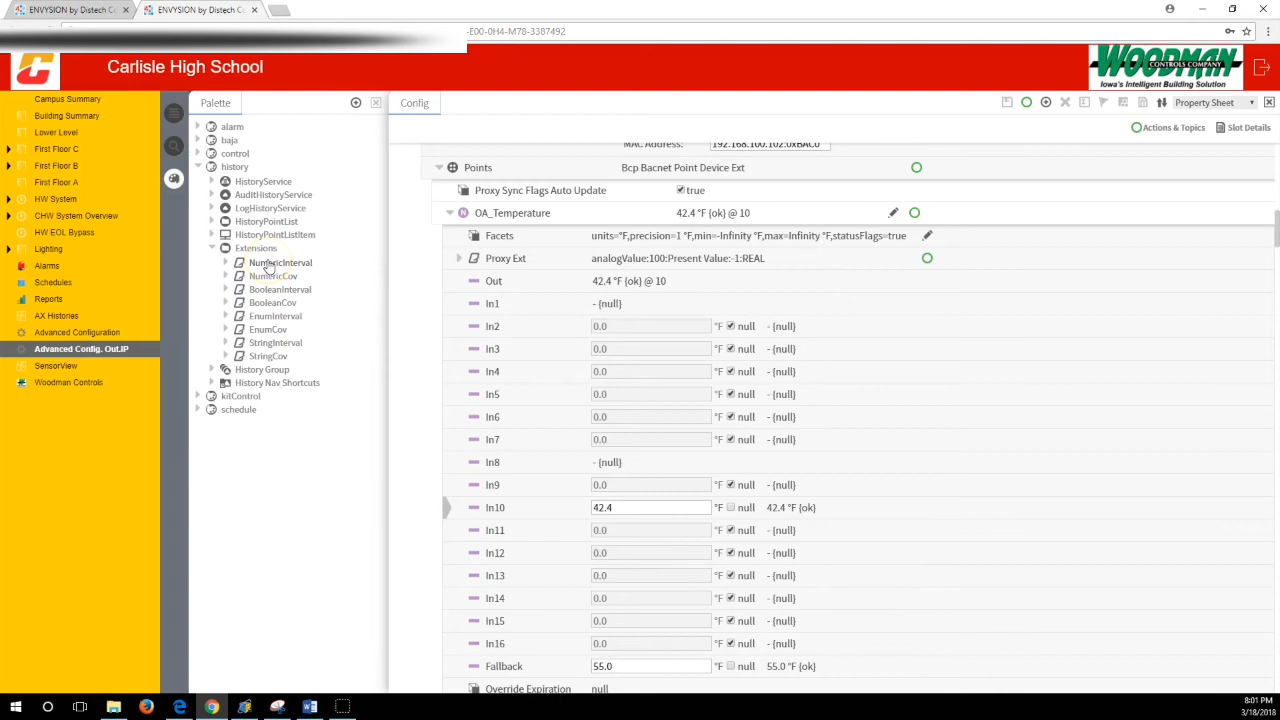 ENVYSION by Distech Co
ENVYSION by Distech Co
-E00-0H4-M78-3387492
C
Carlisle High School
WOODMAN
CONTROLS COMPANY
Iowa's Intelligent Building Solution
Campus Summary
Building Summary
Lower Level
First Floor C
First Floor B
First Floor A
HW System
CHW System Overview
HW EOL Bypass
Lighting
Alarms
Schedules
Reports
AX Histories
Advanced Configuration
Advanced Config. Out.IP
SensorView
Woodman Controls
Palette
alarm
baja
control
history
HistoryService
AuditHistoryService
LogHistoryService
HistoryPointList
HistoryPointListItem
Extensions
NumericInterval
NumericCov
BooleanInterval
BooleanCov
EnumInterval
EnumCov
StringInterval
StringCov
History Group
History Nav Shortcuts
kitControl
schedule
Config
Property Sheet
Actions & Topics Slot Details
MAC Address: 192.168.100.102:0xBAC0
Points Bcp Bacnet Point Device Ext
Proxy Sync Flags Auto Update true
OA_Temperature 42.4 °F {ok} @ 10
Facets units=°F,precision=1 °F,min=-Infinity °F,max=Infinity °F,statusFlags=true
Proxy Ext analogValue:100:Present Value:-1:REAL
Out 42.4 °F {ok} @ 10
In1 - {null}
In2 0.0 °F null - {null}
In3 0.0 °F null - {null}
In4 0.0 °F null - {null}
In5 0.0 °F null - {null}
In6 0.0 °F null - {null}
In7 0.0 °F null - {null}
In8 - {null}
In9 0.0 °F null - {null}
In10 42.4 °F null 42.4 °F {ok}
In11 0.0 °F null - {null}
In12 0.0 °F null - {null}
In13 0.0 °F null - {null}
In14 0.0 °F null - {null}
In15 0.0 °F null - {null}
In16 0.0 °F null - {null}
Fallback 55.0 °F null 55.0 °F {ok}
Override Expiration null
8:01 PM
3/18/2018